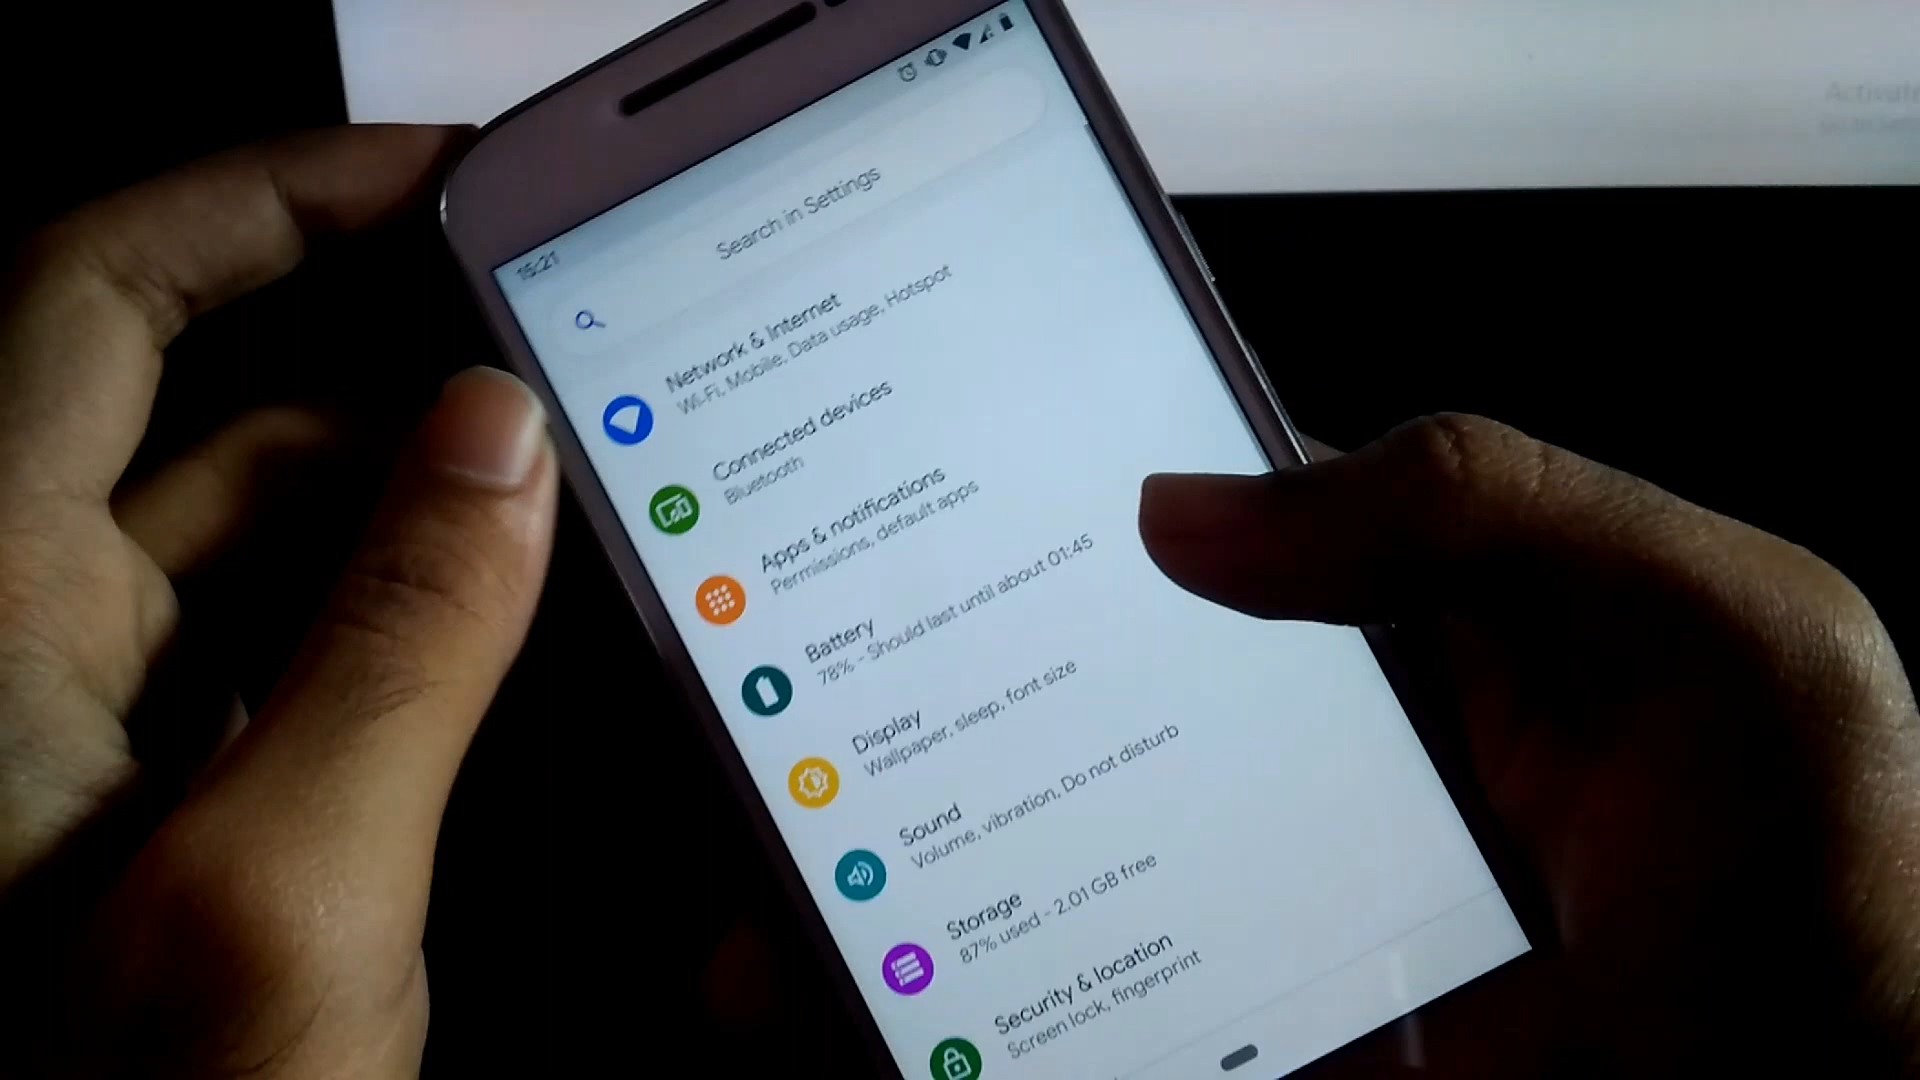 15:21
Search in Settings
Network & Internet
Wi-Fi, Mobile, Data usage, Hotspot
Connected devices
Bluetooth
Apps & notifications
Permissions, default apps
Battery
78% - Should last until about 01:45
Display
Wallpaper, sleep, font size
Sound
Volume, vibration, Do not disturb
Storage
87% used - 2.01 GB free
Security & location
Screen lock, fingerprint
Activate